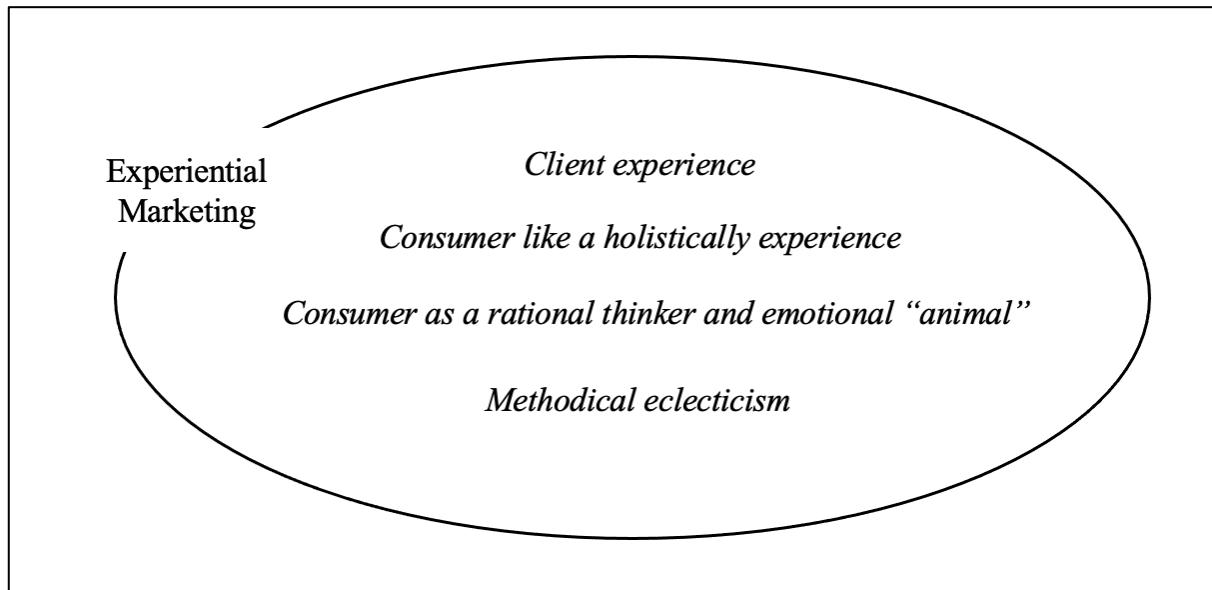 Experiential
Marketing
Client experience
Consumer like a holistically experience
Consumer as a rational thinker and emotional “animal”
Methodical eclecticism